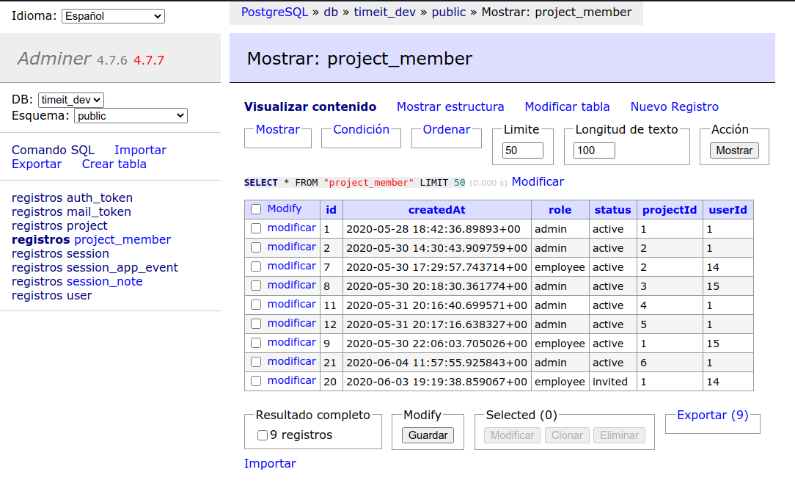 Idioma: Español
PostgreSQL » db » timeit_dev » public » Mostrar: project_member
Adminer 4.7.6 4.7.7
Mostrar: project_member
DB: timeit_dev
Esquema: public
Comando SQL Importar
Exportar Crear tabla
registros auth_token
registros mail_token
registros project
registros project_member
registros session
registros session_app_event
registros session_note
registros user
Visualizar contenido Mostrar estructura Modificar tabla Nuevo Registro
Mostrar Condición Ordenar Limite Longitud de texto Acción
50 100 Mostrar
SELECT * FROM "project_member" LIMIT 50 (0.000 s) Modificar
Modify id createdAt role status projectId userId
modificar 1 2020-05-28 18:42:36.89893+00 admin active 1 1
modificar 2 2020-05-30 14:30:43.909759+00 admin active 2 1
modificar 7 2020-05-30 17:29:57.743714+00 employee active 2 14
modificar 8 2020-05-30 20:18:30.361774+00 admin active 3 15
modificar 11 2020-05-31 20:16:40.699571+00 admin active 4 1
modificar 12 2020-05-31 20:17:16.638327+00 admin active 5 1
modificar 9 2020-05-30 22:06:03.705026+00 employee active 1 15
modificar 21 2020-06-04 11:57:55.925843+00 admin active 6 1
modificar 20 2020-06-03 19:19:38.859067+00 employee invited 1 14
Resultado completo Modify Selected (0) Exportar (9)
9 registros Guardar Modificar Clonar Eliminar
Importar